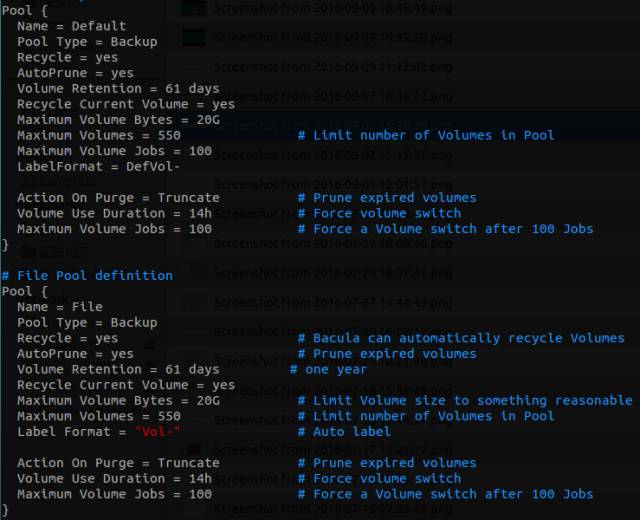 Pool {
  Name = Default
  Pool Type = Backup
  Recycle = yes
  AutoPrune = yes
  Volume Retention = 61 days
  Recycle Current Volume = yes
  Maximum Volume Bytes = 20G
  Maximum Volumes = 550               # Limit number of Volumes in Pool
  Maximum Volume Jobs = 100
  LabelFormat = DefVol-

  Action On Purge = Truncate          # Prune expired volumes
  Volume Use Duration = 14h           # Force volume switch
  Maximum Volume Jobs = 100           # Force a Volume switch after 100 Jobs
}

# File Pool definition
Pool {
  Name = File
  Pool Type = Backup
  Recycle = yes                       # Bacula can automatically recycle Volumes
  AutoPrune = yes                     # Prune expired volumes
  Volume Retention = 61 days         # one year
  Recycle Current Volume = yes
  Maximum Volume Bytes = 20G          # Limit Volume size to something reasonable
  Maximum Volumes = 550               # Limit number of Volumes in Pool
  Label Format = "Vol-"               # Auto label

  Action On Purge = Truncate          # Prune expired volumes
  Volume Use Duration = 14h           # Force volume switch
  Maximum Volume Jobs = 100           # Force a Volume switch after 100 Jobs
}
Screenshot from 2016-09-09 16:48:49.png
Screenshot from 2016-09-09 16:39:50.png
Screenshot from 2016-09-09 11:12:02.png
Screenshot from 2016-09-07 16:48:22.png
Screenshot from 2016-09-02 15:15:57.png
Screenshot from 2016-09-01 12:01:53.png
Screenshot from 2016-07-29 18:09:46.png
Screenshot from 2016-07-29 18:07:43.png
Screenshot from 2016-07-27 14:44:49.png